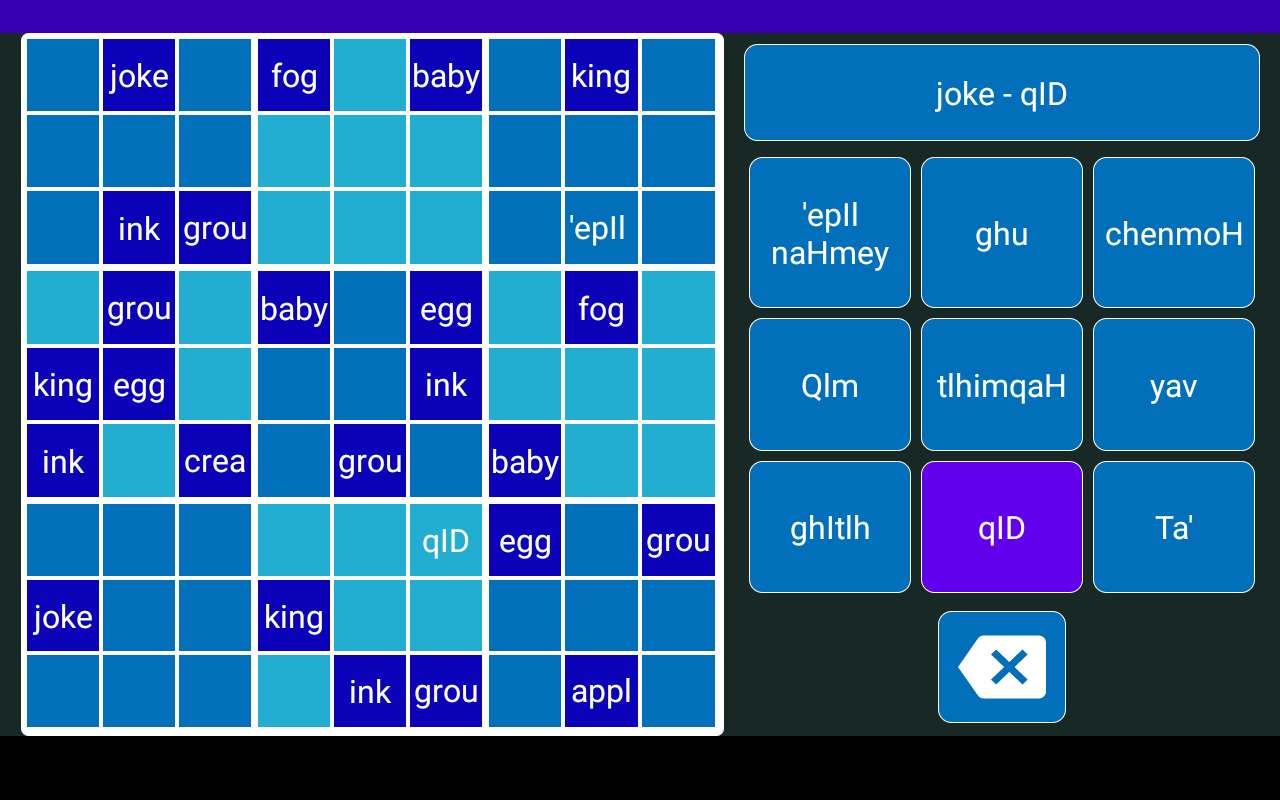 joke fog baby king
ink grou 'epIl
grou baby egg fog
king egg ink
ink crea grou baby
qID egg grou
joke king
ink grou appl
joke - qID
'epIl
naHmey
ghu
chenmoH
QIm
tlhimqaH
yav
ghItlh
qID
Ta'